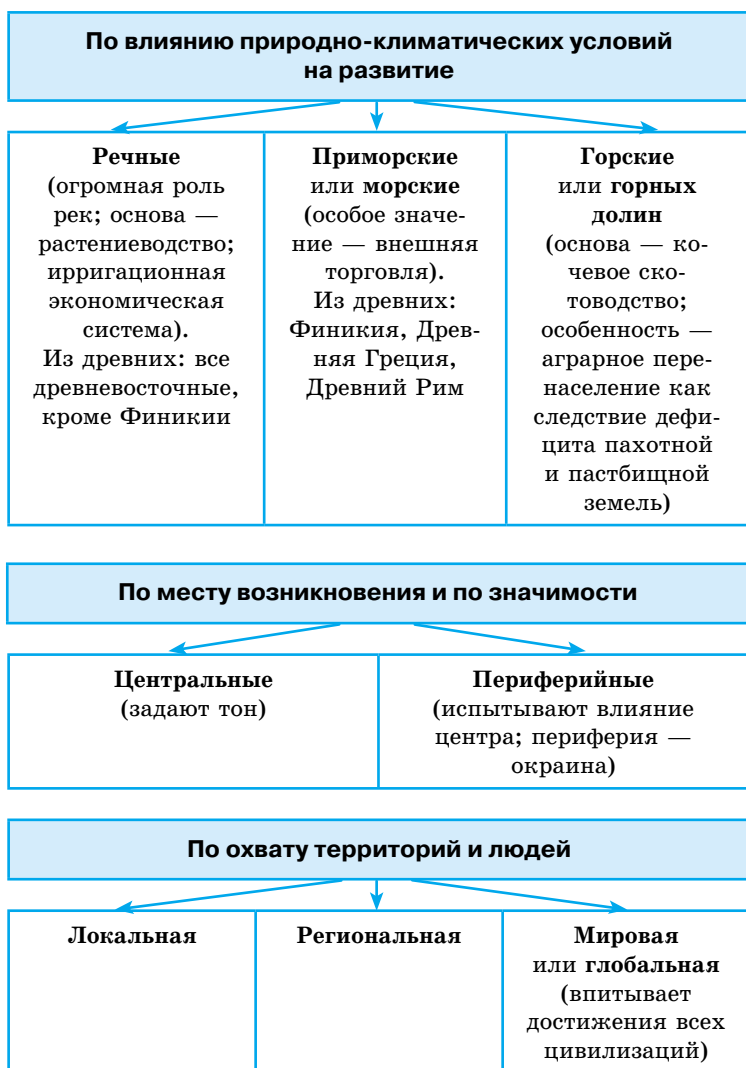 По влиянию природно-климатических условий
на развитие
Речные
(огромная роль
рек; основа —
растениеводство;
ирригационная
экономическая
система).
Из древних: все
древневосточные,
кроме Финикии
Приморские
или морские
(особое значе-
ние — внешняя
торговля).
Из древних:
Финикия, Древ-
няя Греция,
Древний Рим
Горские
или горных
долин
(основа — ко-
чевое ско-
товодство;
особенность —
аграрное пере-
население как
следствие дефи-
цита пахотной
и пастбищной
земель)
По месту возникновения и по значимости
Центральные
(задают тон)
Периферийные
(испытывают влияние
центра; периферия —
окраина)
По охвату территорий и людей
Локальная
Региональная
Мировая
или глобальная
(впитывает
достижения всех
цивилизаций)